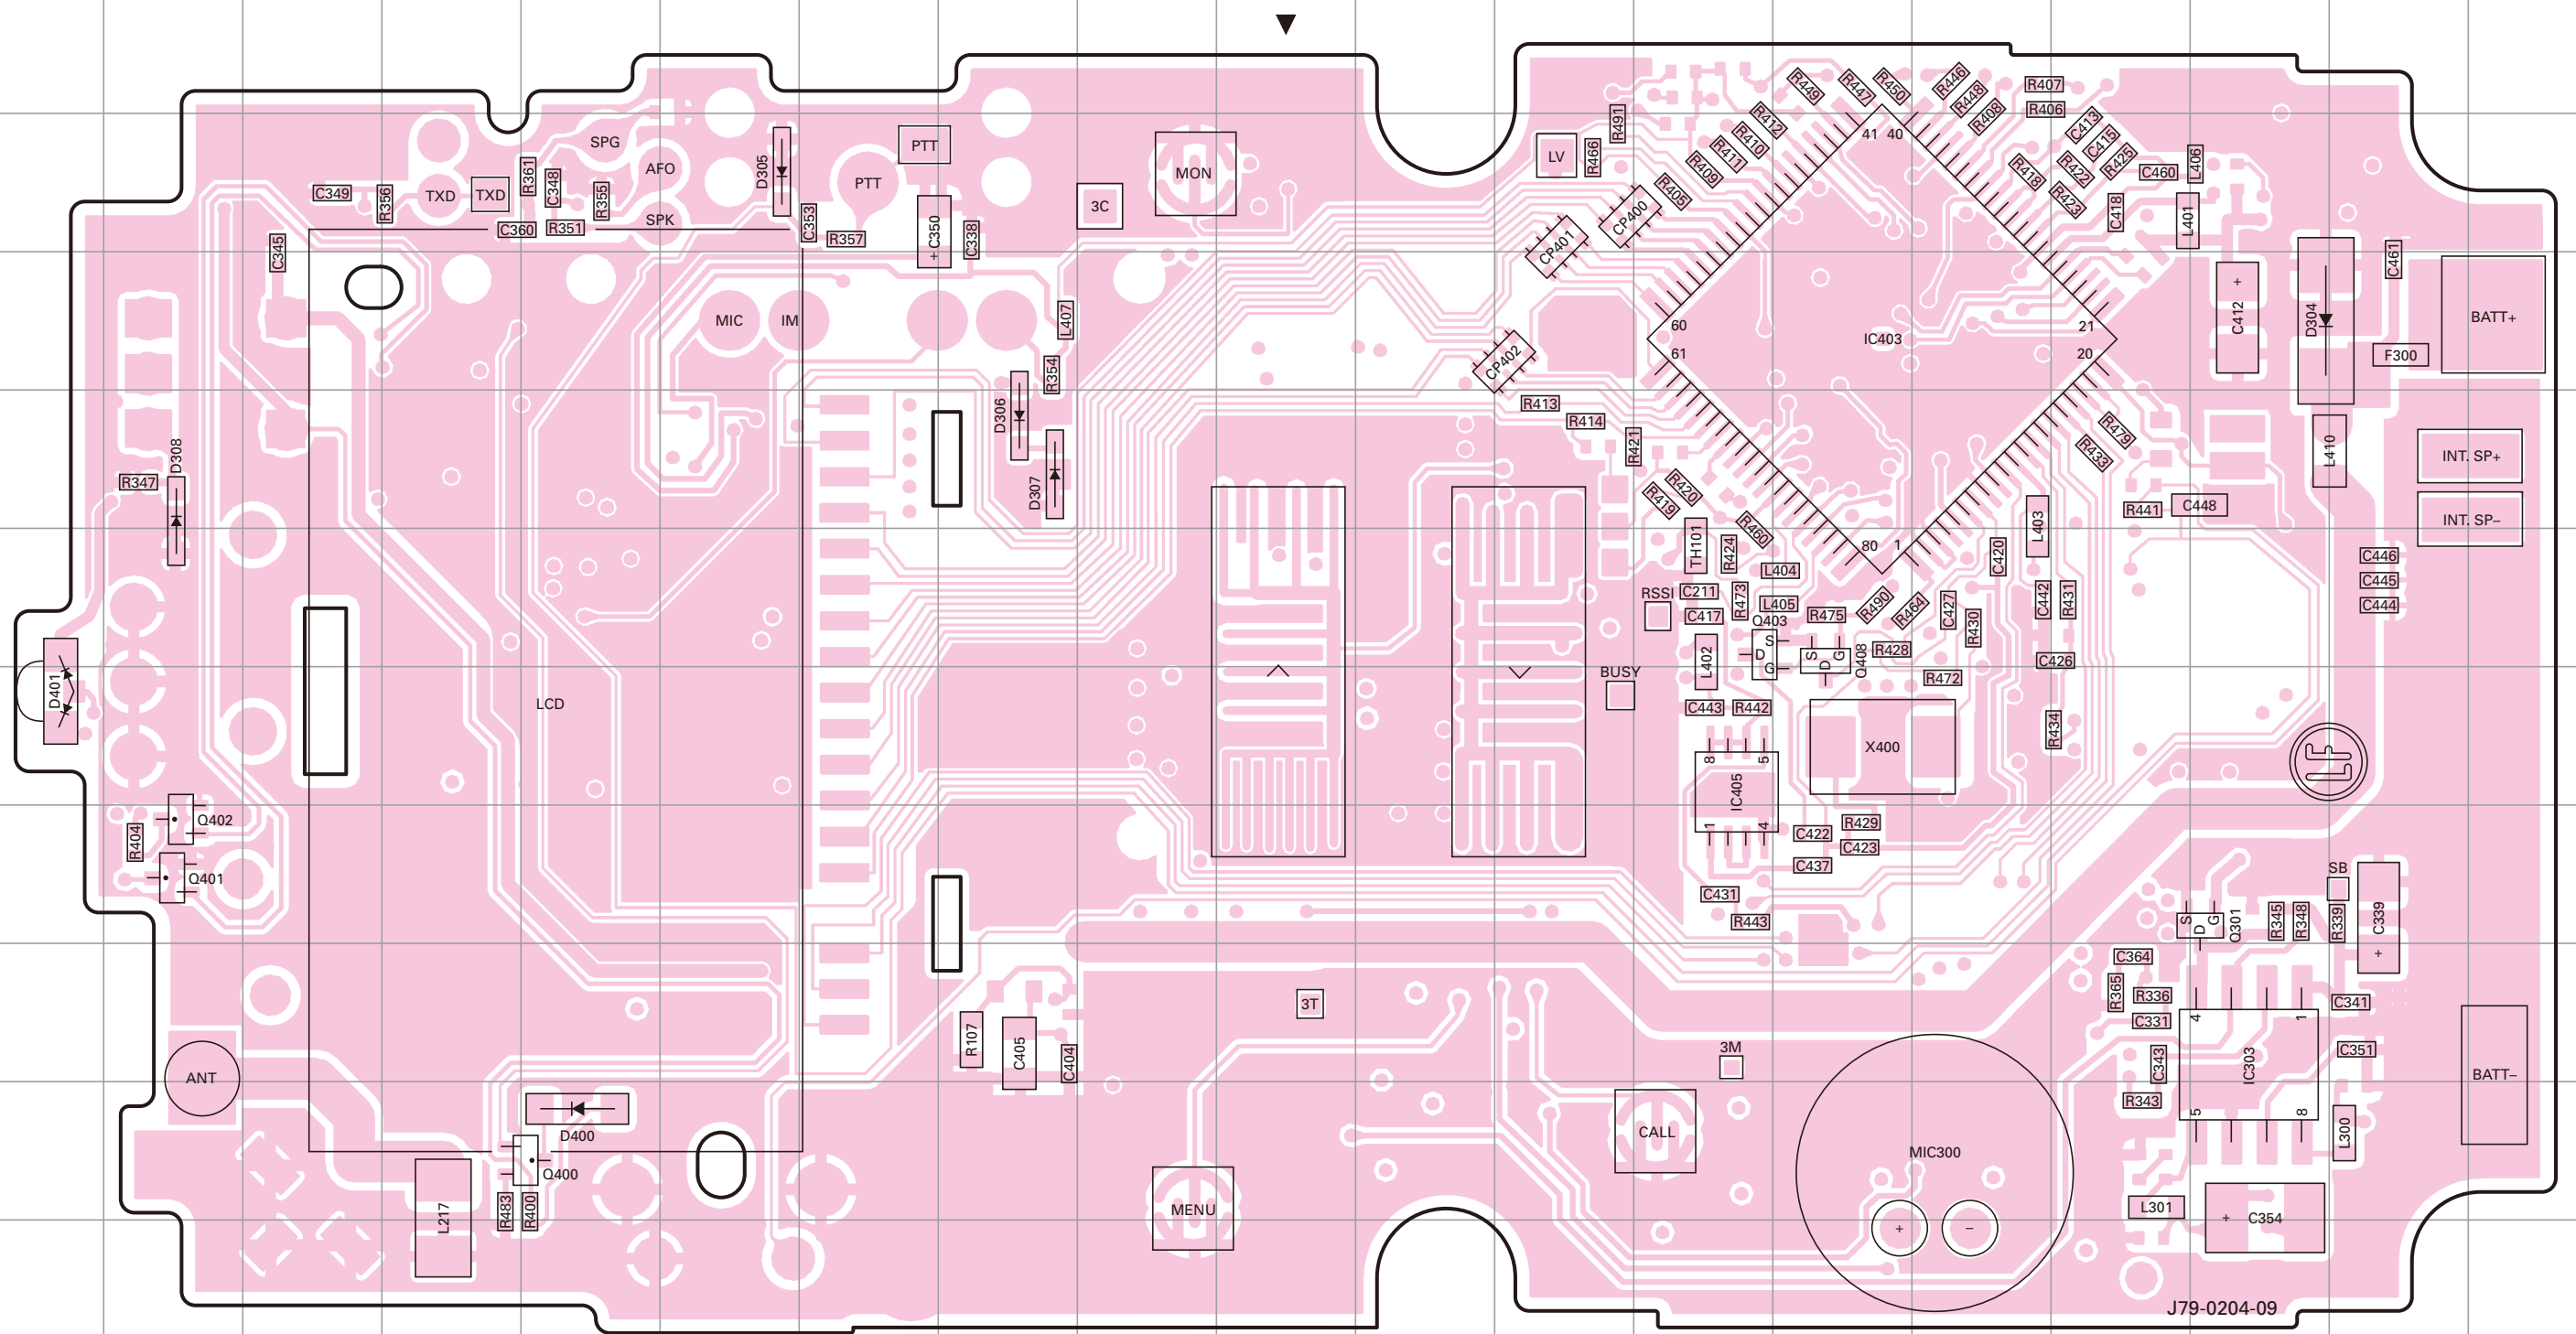 R449
R447
R450
R446
R448
R408
R407
R406
R491
R412
R410
R411
R409
R405
41
40
C413
C415
R425
R422
R418
R423
C460
L406
C418
L401
SPG
AFO
SPK
D305
PTT
PTT
MON
LV
R466
C349
R356
TXD
TXD
R361
C348
R355
C360
R351
C353
R357
C350
+
C338
3C
CP400
CP401
C345
MIC
IM
L407
R354
D306
D307
CP402
60
61
IC403
21
20
C412
+
D304
C461
F300
BATT+
R413
R414
R421
R479
R433
L410
INT. SP+
INT. SP–
D308
R347
R420
R419
TH101
R424
R460
L404
80
1
C420
L403
R441
C448
C446
C445
C444
RSSI
C211
R473
C417
L405
Q403
S
D
G
R475
S
D
G
Q408
R490
R464
C427
R430
R428
R472
C442
R431
C426
D401
LCD
BUSY
L402
C443
R442
X400
R434
8
5
IC405
1
4
Q402
R404
Q401
C422
R429
C423
C437
C431
R443
SB
S
D
G
Q301
R345
R348
R339
C339
+
C364
R365
R336
C331
4
1
C341
3T
R107
C405
C404
3M
C343
IC303
C351
ANT
BATT–
R343
5
8
L300
D400
Q400
CALL
MIC300
L217
R483
R400
MENU
+
–
L301
+
C354
J79-0204-09